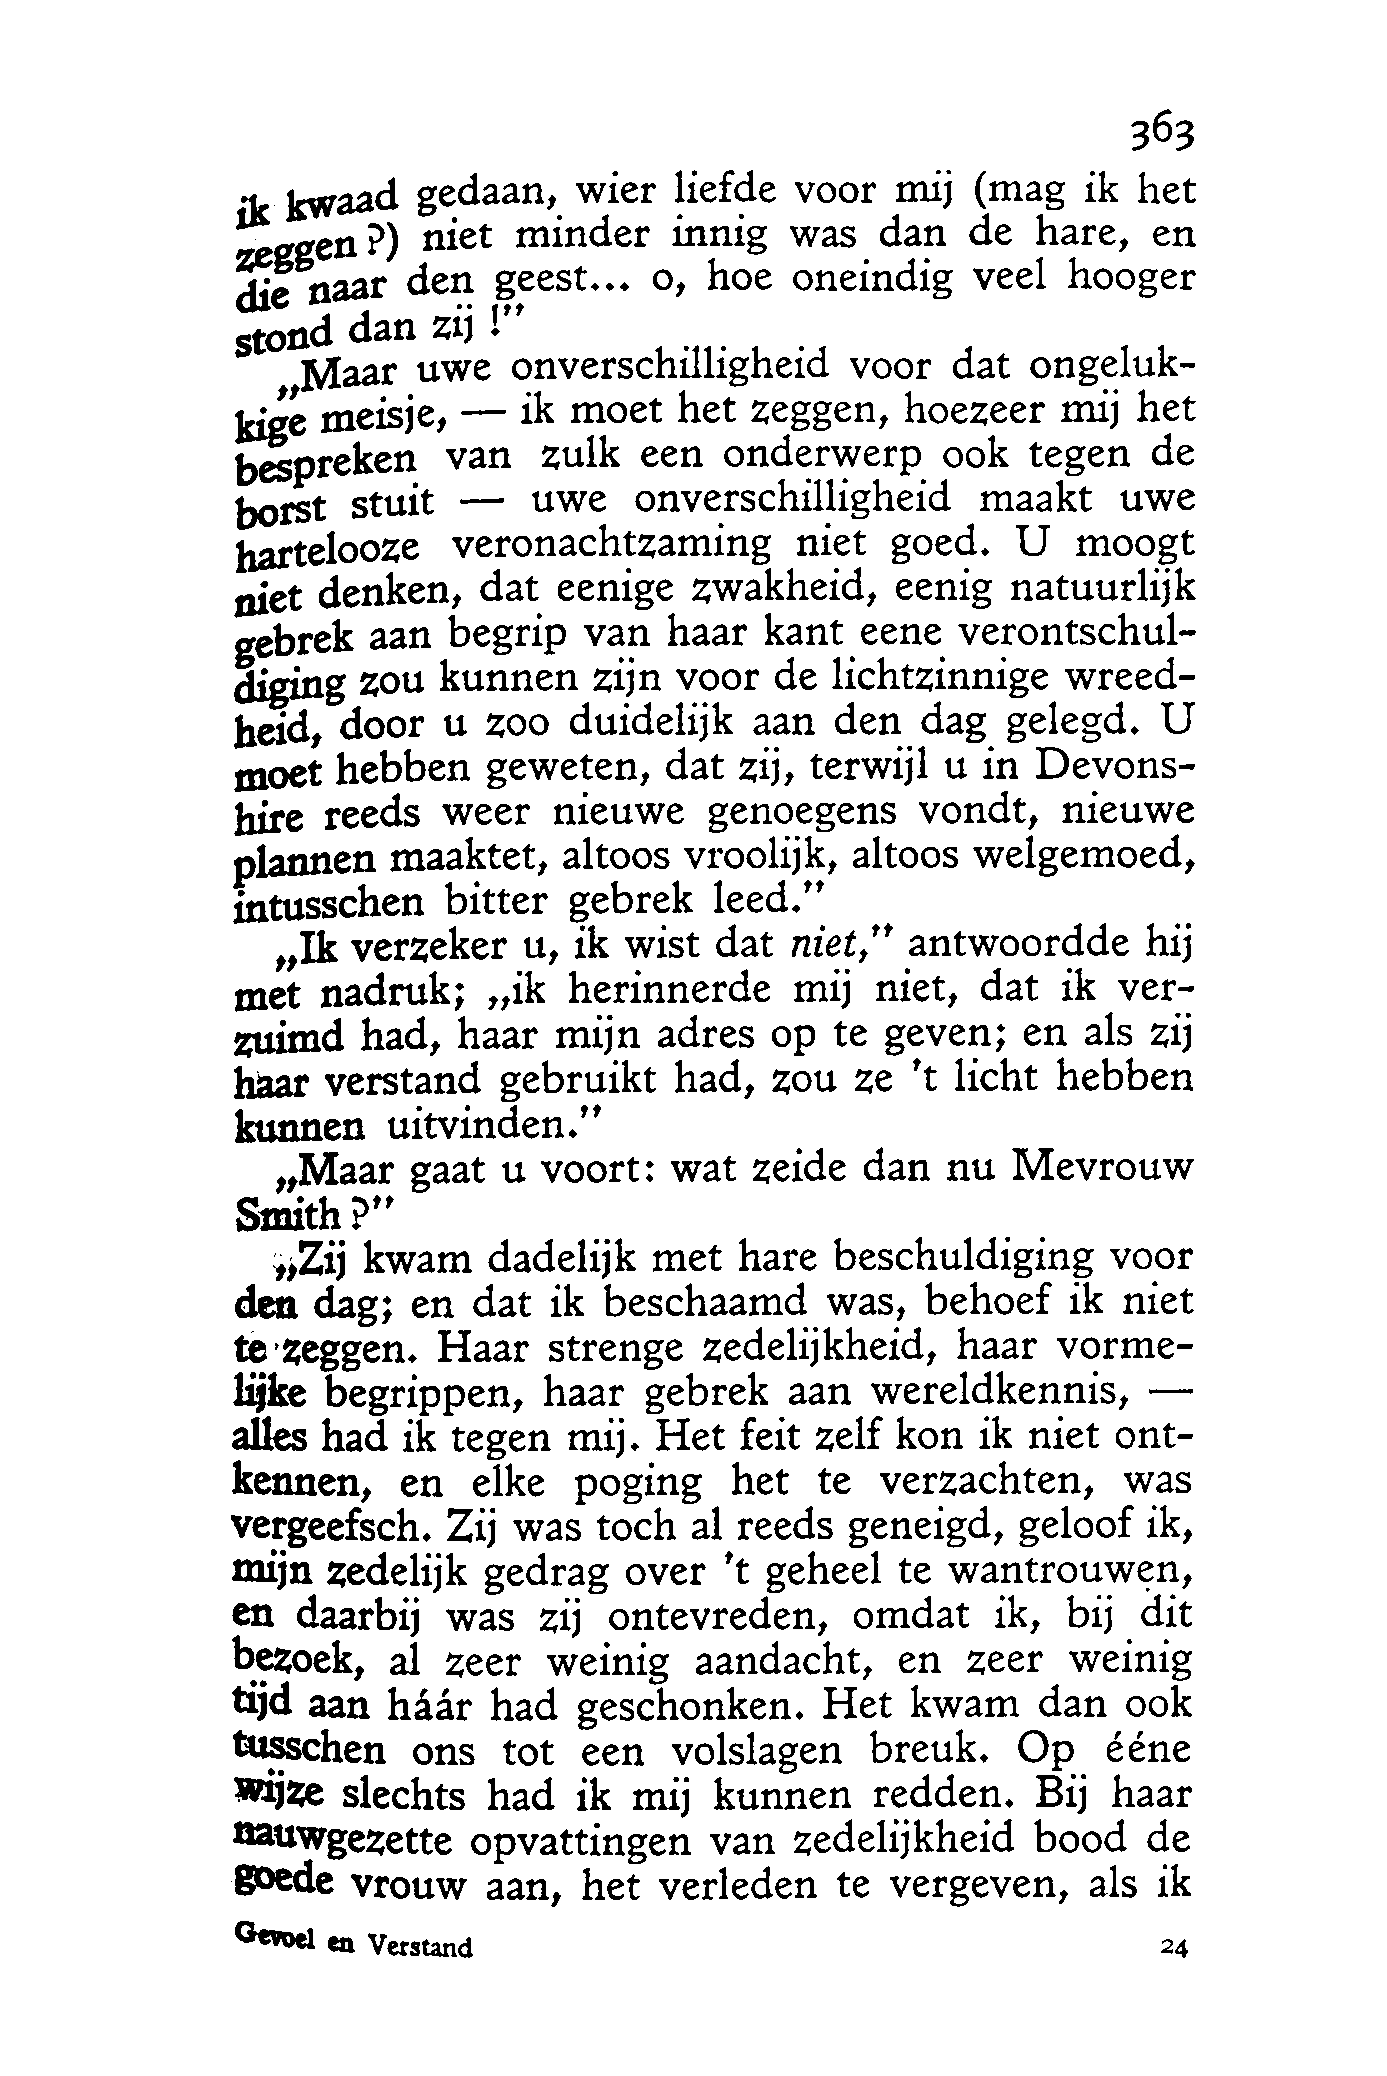 363
ik kwaad gedaan, wier liefde voor mij (mag ik het
zeggen?) niet minder innig was dan de hare, en
die naar den geest... o, hoe oneindig veel hooger
stond dan zij!”
„Maar uwe onverschilligheid voor dat ongeluk-
kige meisje, — ik moet het zeggen, hoezeer mij het
bespreken van zulk een onderwerp ook tegen de
borst stuit — uwe onverschilligheid maakt uwe
hartelooze veronachtzaming niet goed. U moogt
niet denken, dat eenige zwakheid, eenig natuurlijk
gebrek aan begrip van haar kant eene verontschul-
diging zou kunnen zijn voor de lichtzinnige wreed-
heid, door u zoo duidelijk aan den dag gelegd. U
moet hebben geweten, dat zij, terwijl u in Devons-
hire reeds weer nieuwe genoegens vondt, nieuwe
plannen maaktet, altoos vroolijk, altoos welgemoed,
intusschen bitter gebrek leed.”
„Ik verzeker u, ik wist dat niet,” antwoordde hij
met nadruk; „ik herinnerde mij niet, dat ik ver-
zuimd had, haar mijn adres op te geven; en als zij
haar verstand gebruikt had, zou ze 't licht hebben
kunnen uitvinden.”
„Maar gaat u voort: wat zeide dan nu Mevrouw
Smith?”
„Zij kwam dadelijk met hare beschuldiging voor
den dag; en dat ik beschaamd was, behoef ik niet
te zeggen. Haar strenge zedelijkheid, haar vorme-
lijke begrippen, haar gebrek aan wereldkennis, —
alles had ik tegen mij. Het feit zelf kon ik niet ont-
kennen, en elke poging het te verzachten, was
vergeefsch. Zij was toch al reeds geneigd, geloof ik,
mijn zedelijk gedrag over 't geheel te wantrouwen,
en daarbij was zij ontevreden, omdat ik, bij dit
bezoek, al zeer weinig aandacht, en zeer weinig
tijd aan háár had geschonken. Het kwam dan ook
tusschen ons tot een volslagen breuk. Op ééne
wijze slechts had ik mij kunnen redden. Bij haar
nauwgezette opvattingen van zedelijkheid bood de
goede vrouw aan, het verleden te vergeven, als ik
Gevoel en Verstand 24